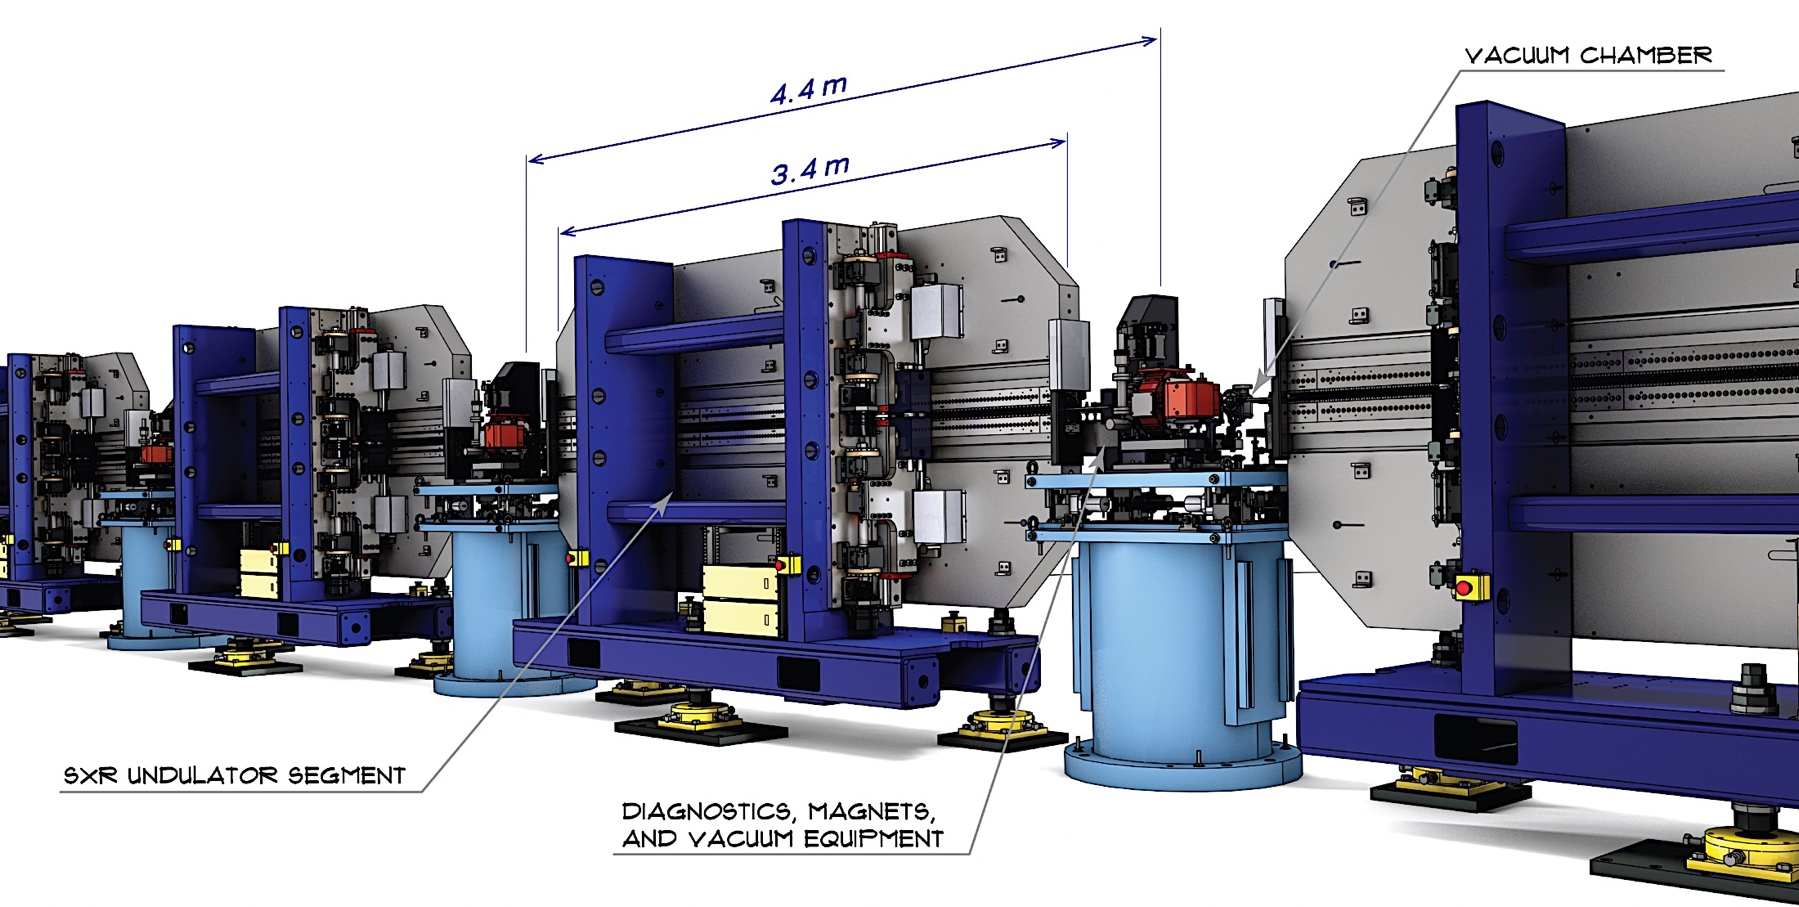 VACUUM CHAMBER
4.4 m
3.4 m
SXR UNDULATOR SEGMENT
DIAGNOSTICS, MAGNETS,
AND VACUUM EQUIPMENT